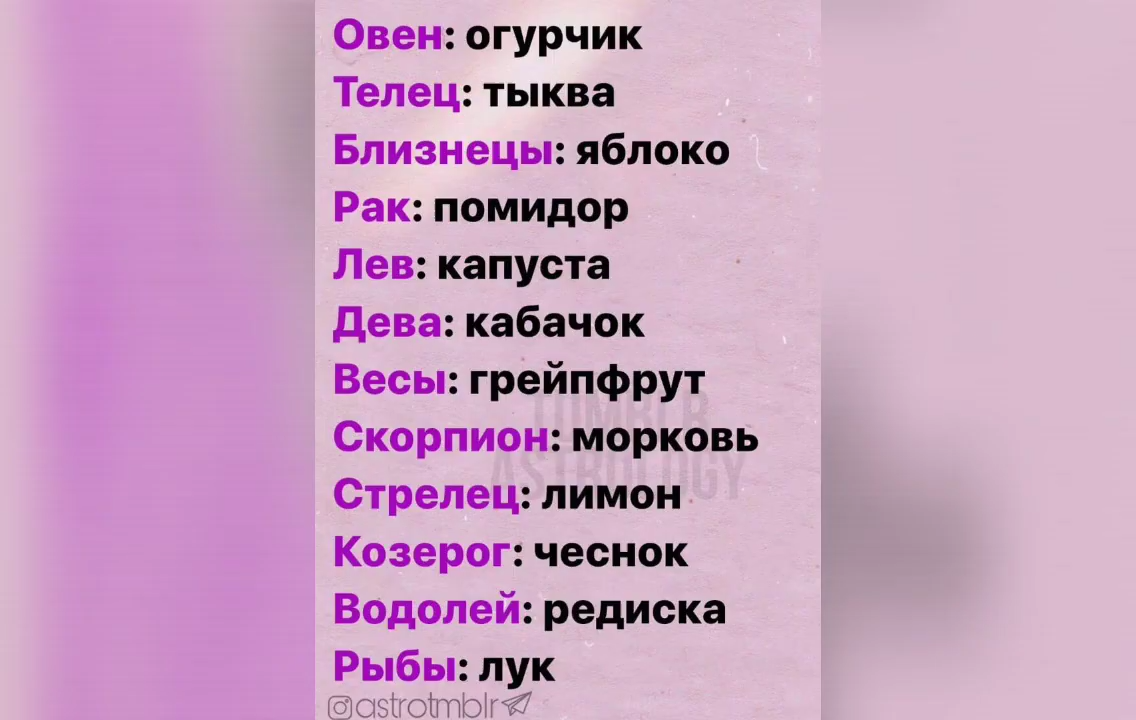 Овен: огурчик
Телец: тыква
Близнецы: яблоко
Рак: помидор
Лев: капуста
Дева: кабачок
Весы: грейпфрут
TUMBLR
Скорпион: морковь
ASTROLOGY
Стрелец: лимон
Козерог: чеснок
Водолей: редиска
Рыбы: лук
@astrotmblr